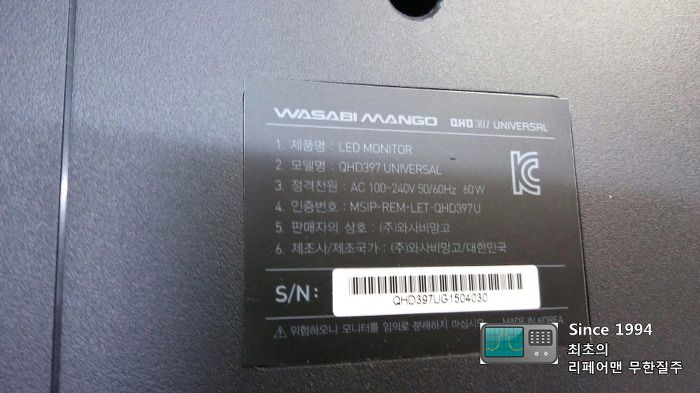 WASABI MANGO QHD397 UNIVERSAL
1. 제품명 : LED MONITOR
2. 모델명 : QHD397 UNIVERSAL
3. 정격전원 : AC 100-240V 50/60Hz 60W
4. 인증번호 : MSIP-REM-LET-QHD397U
5. 판매자의 상호 : (주)와사비망고
6. 제조사/제조국가 : (주)와사비망고/대한민국
S/N :
QHD397UG1504030
⚠ 위험하오니 모니터를 임의로 분해하지 마십시오.
MADE IN KOREA
Since 1994
최초의
리페어맨 무한질주